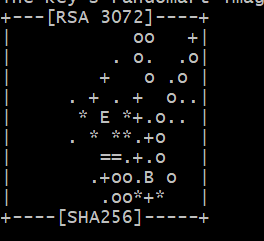 +---[RSA 3072]----+
|           oo   +|
|         . o.  .o|
|        +   o .o |
|     . + . +  o..|
|      * E *+.o.. |
|     . * **.+o   |
|        ==.+.o   |
|       .+oo.B o  |
|        .oo*+*   |
+----[SHA256]-----+